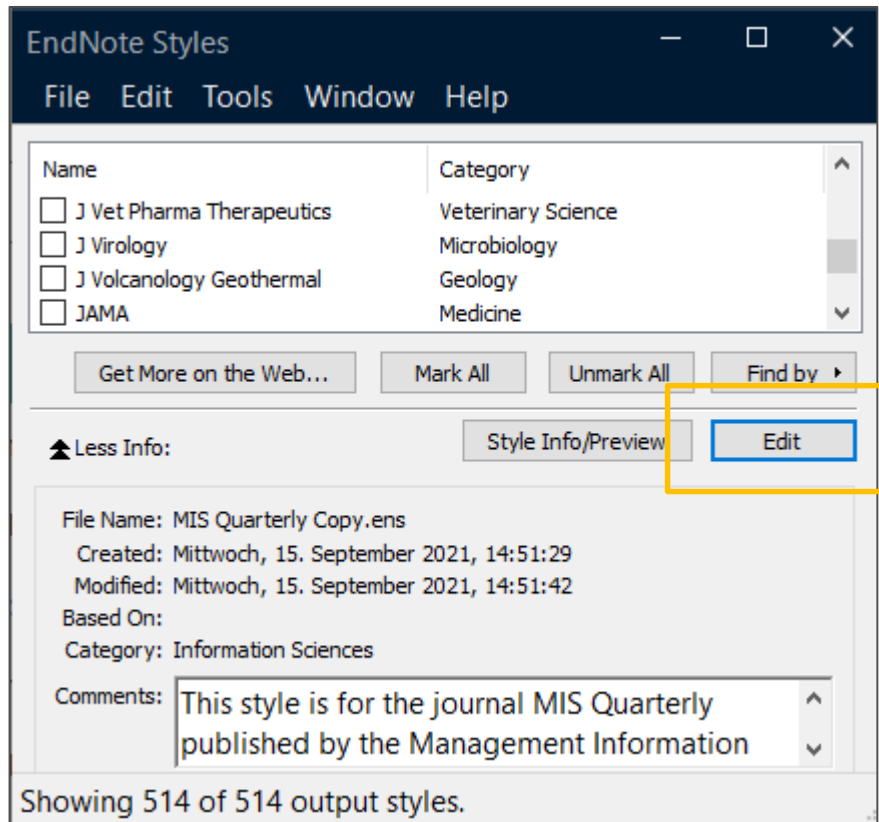 EndNote Styles
File Edit Tools Window Help
Name Category
J Vet Pharma Therapeutics Veterinary Science
J Virology Microbiology
J Volcanology Geothermal Geology
JAMA Medicine
Get More on the Web... Mark All Unmark All Find by
Less Info: Style Info/Preview Edit
File Name: MIS Quarterly Copy.ens
Created: Mittwoch, 15. September 2021, 14:51:29
Modified: Mittwoch, 15. September 2021, 14:51:42
Based On:
Category: Information Sciences
Comments: This style is for the journal MIS Quarterly
published by the Management Information
Showing 514 of 514 output styles.